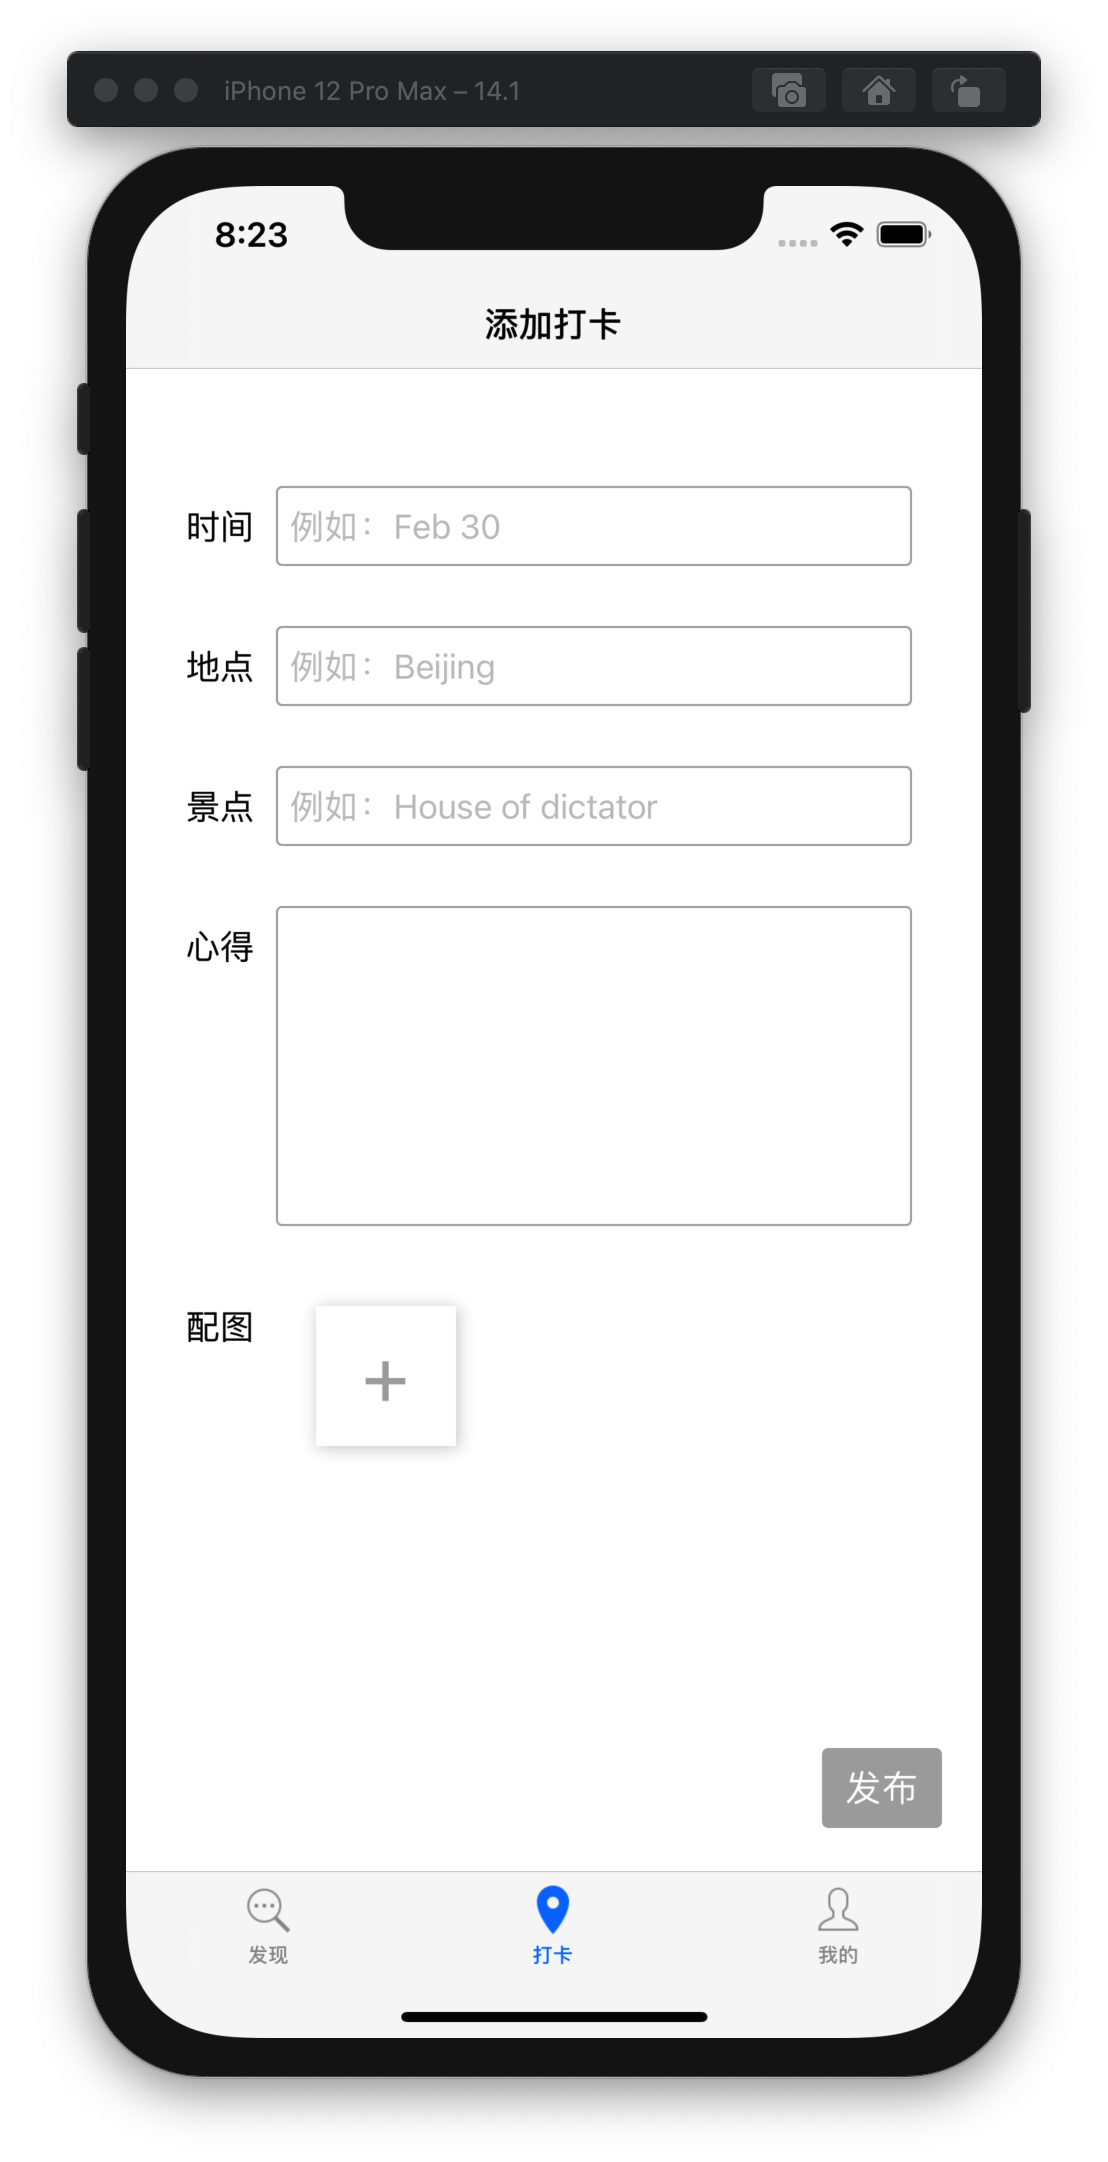 iPhone 12 Pro Max – 14.1
8:23
添加打卡
时间 例如：Feb 30
地点 例如：Beijing
景点 例如：House of dictator
心得
配图
发布
发现 打卡 我的